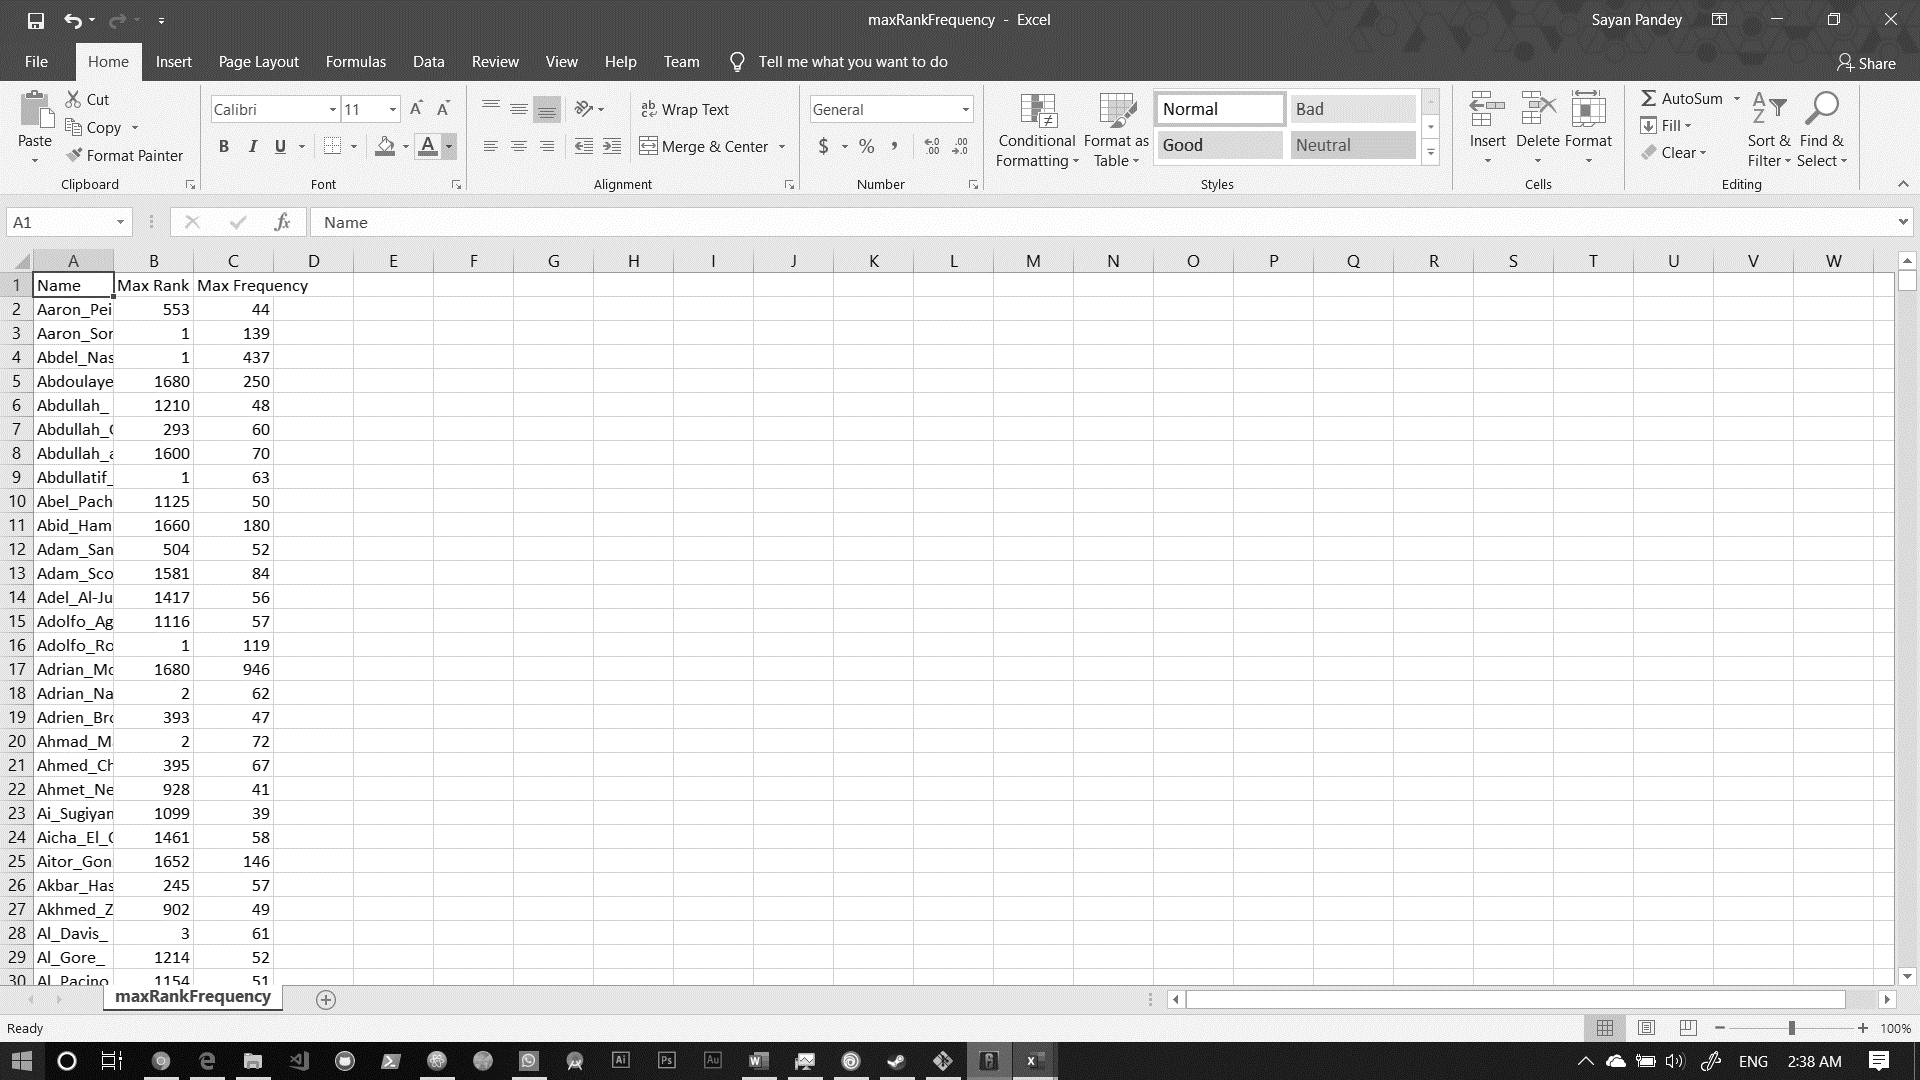 maxRankFrequency - Excel
Sayan Pandey
File Home Insert Page Layout Formulas Data Review View Help Team Tell me what you want to do Share
Paste
Cut
Copy
Format Painter
Clipboard
Calibri 11
B I U A
Font
ab Wrap Text
Merge & Center
Alignment
General
$ % ,
Number
Conditional Formatting
Format as Table
Normal Bad
Good Neutral
Styles
Insert Delete Format
Cells
AutoSum
Fill
Clear
Sort & Filter
Find & Select
Editing
A1 fx Name
A B C D E F G H I J K L M N O P Q R S T U V W
1 Name Max Rank Max Frequency
2 Aaron_Pei 553 44
3 Aaron_Sor 1 139
4 Abdel_Nas 1 437
5 Abdoulaye 1680 250
6 Abdullah_ 1210 48
7 Abdullah_ 293 60
8 Abdullah_a 1600 70
9 Abdullatif_ 1 63
10 Abel_Pach 1125 50
11 Abid_Ham 1660 180
12 Adam_San 504 52
13 Adam_Sco 1581 84
14 Adel_Al-Ju 1417 56
15 Adolfo_Ag 1116 57
16 Adolfo_Ro 1 119
17 Adrian_Mc 1680 946
18 Adrian_Na 2 62
19 Adrien_Bro 393 47
20 Ahmad_M 2 72
21 Ahmed_Ch 395 67
22 Ahmet_Ne 928 41
23 Ai_Sugiyan 1099 39
24 Aicha_El_ 1461 58
25 Aitor_Gon 1652 146
26 Akbar_Has 245 57
27 Akhmed_Z 902 49
28 Al_Davis_ 3 61
29 Al_Gore_ 1214 52
30 Al_Pacino 1154 51
maxRankFrequency
Ready 100%
Ai Ps Au ENG 2:38 AM